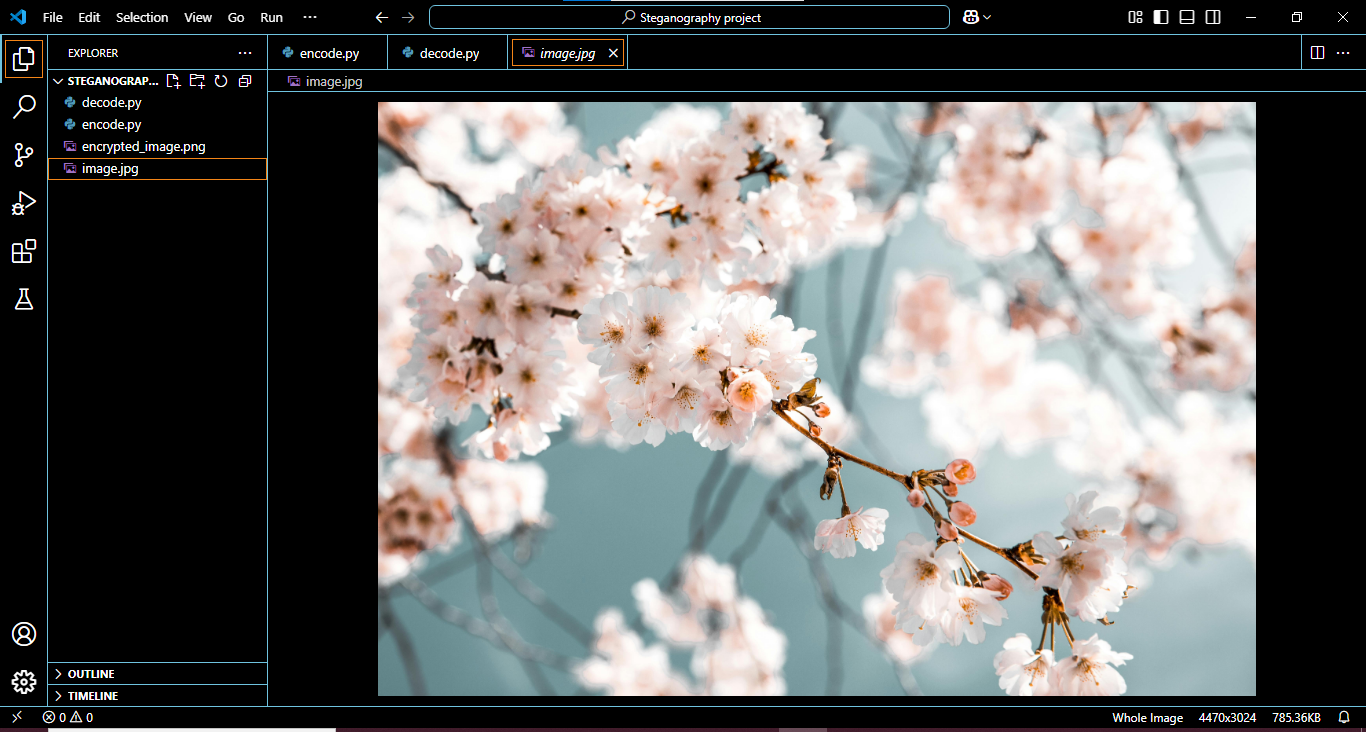 File Edit Selection View Go Run ··· Steganography project
EXPLORER ···
encode.py decode.py image.jpg ···
STEGANOGRAP...
image.jpg
decode.py
encode.py
encrypted_image.png
image.jpg
OUTLINE
TIMELINE
0 0 Whole Image 4470x3024 785.36KB